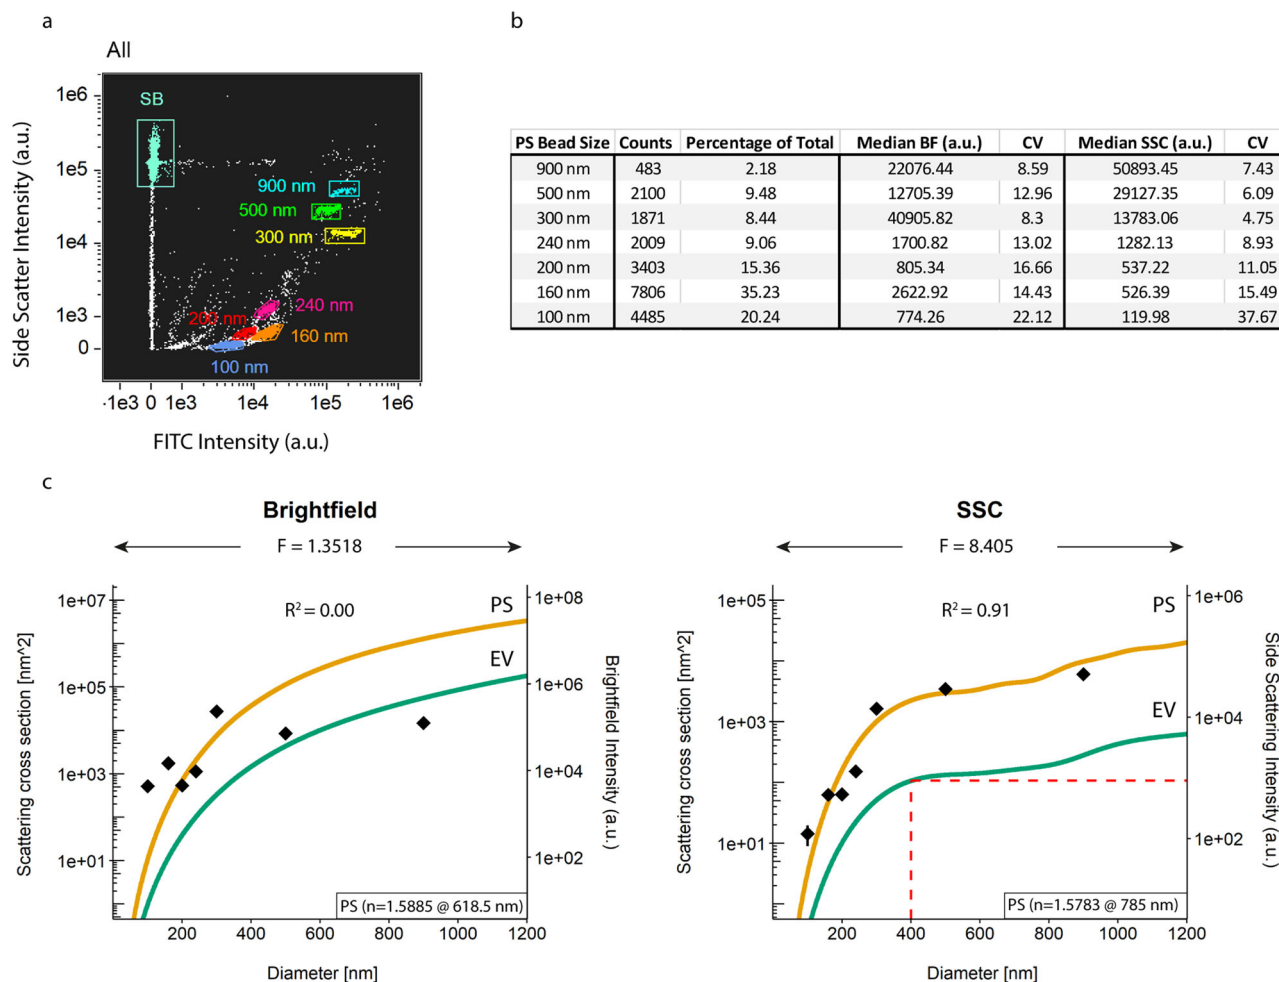 a
All
1e6
1e5
1e4
1e3
0
Side Scatter Intensity (a.u.)
SB
900 nm
500 nm
300 nm
240 nm
200 nm
160 nm
100 nm
-1e3 0 1e3 1e4 1e5 1e6
FITC Intensity (a.u.)
b
PS Bead Size Counts Percentage of Total Median BF (a.u.) CV Median SSC (a.u.) CV
900 nm 483 2.18 22076.44 8.59 50893.45 7.43
500 nm 2100 9.48 12705.39 12.96 29127.35 6.09
300 nm 1871 8.44 40905.82 8.3 13783.06 4.75
240 nm 2009 9.06 1700.82 13.02 1282.13 8.93
200 nm 3403 15.36 805.34 16.66 537.22 11.05
160 nm 7806 35.23 2622.92 14.43 526.39 15.49
100 nm 4485 20.24 774.26 22.12 119.98 37.67
c
Brightfield
F = 1.3518
R² = 0.00
PS
EV
1e+07
1e+05
1e+03
1e+01
Scattering cross section [nm^2]
1e+08
1e+06
1e+04
1e+02
Brightfield Intensity (a.u.)
PS (n=1.5885 @ 618.5 nm)
200 400 600 800 1000 1200
Diameter [nm]
SSC
F = 8.405
R² = 0.91
PS
EV
1e+05
1e+03
1e+01
Scattering cross section [nm^2]
1e+06
1e+04
1e+02
Side Scattering Intensity (a.u.)
PS (n=1.5783 @ 785 nm)
200 400 600 800 1000 1200
Diameter [nm]